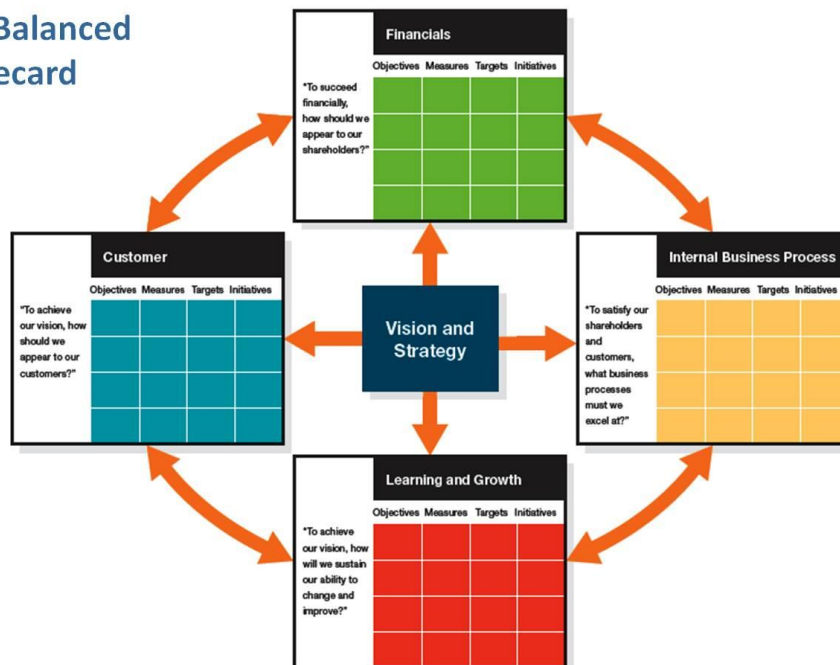 Balanced
ecard
Financials
Objectives Measures Targets Initiatives
"To succeed
financially,
how should we
appear to our
shareholders?"
Customer
Objectives Measures Targets Initiatives
"To achieve
our vision, how
should we
appear to our
customers?"
Vision and
Strategy
Internal Business Process
Objectives Measures Targets Initiatives
"To satisfy our
shareholders
and
customers,
what business
processes
must we
excel at?"
Learning and Growth
Objectives Measures Targets Initiatives
"To achieve
our vision, how
will we sustain
our ability to
change and
improve?"